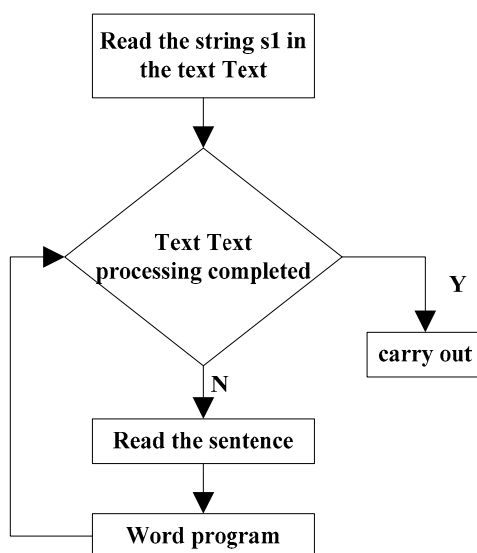 Read the string s1 in
the text Text
Text Text
processing completed
Y
carry out
N
Read the sentence
Word program